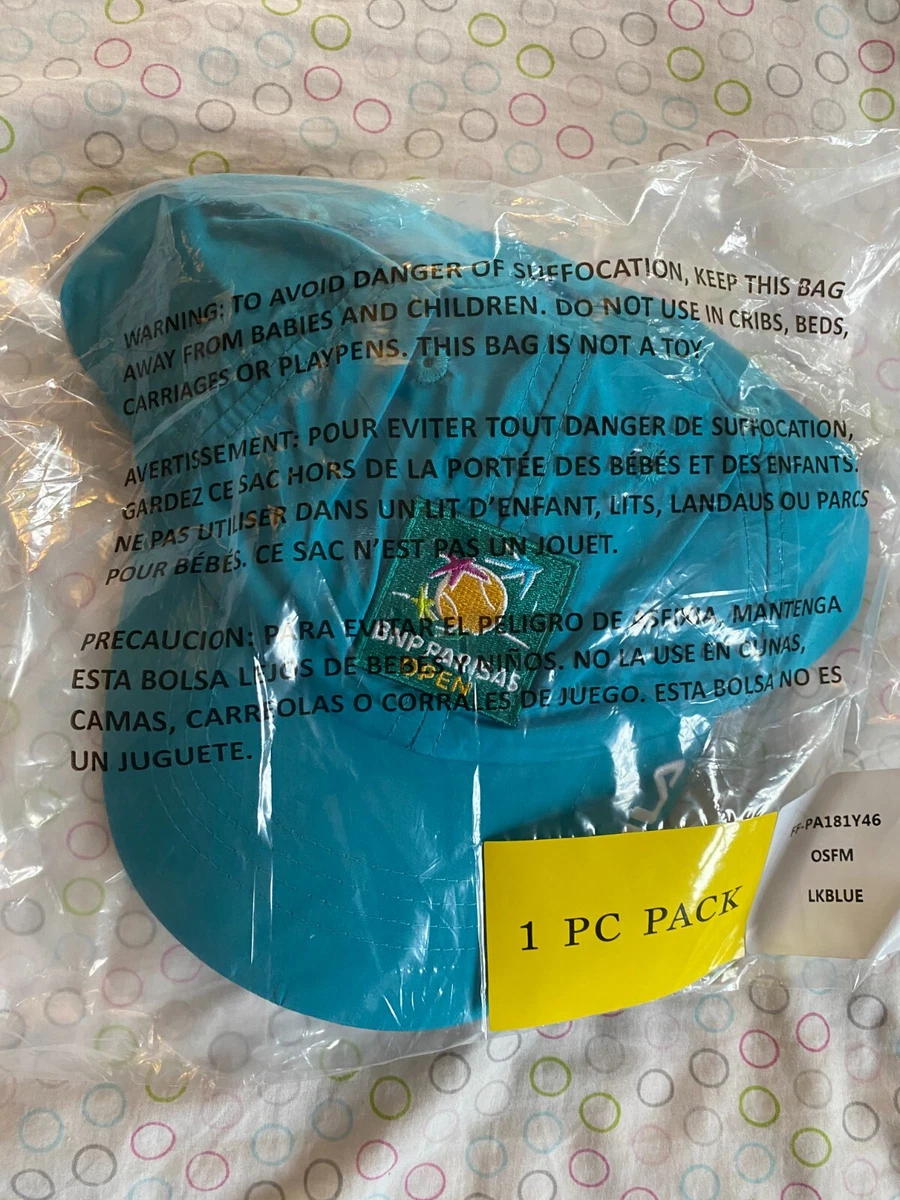 WARNING: TO AVOID DANGER OF SUFFOCATION, KEEP THIS BAG
AWAY FROM BABIES AND CHILDREN. DO NOT USE IN CRIBS, BEDS,
CARRIAGES OR PLAYPENS. THIS BAG IS NOT A TOY
AVERTISSEMENT: POUR EVITER TOUT DANGER DE SUFFOCATION,
GARDEZ CE SAC HORS DE LA PORTÉE DES BÉBÉS ET DES ENFANTS.
NE PAS UTILISER DANS UN LIT D'ENFANT, LITS, LANDAUS OU PARCS
POUR BÉBÉS. CE SAC N'EST PAS UN JOUET.
PRECAUCION: PARA EVITAR EL PELIGRO DE ASFIXIA, MANTENGA
ESTA BOLSA LEJOS DE BEBES Y NIÑOS. NO LA USE EN CUNAS,
CAMAS, CARREOLAS O CORRALES DE JUEGO. ESTA BOLSA NO ES
UN JUGUETE.
BNP PARIBAS
OPEN
1 PC PACK
FF-PA181Y46
OSFM
LKBLUE